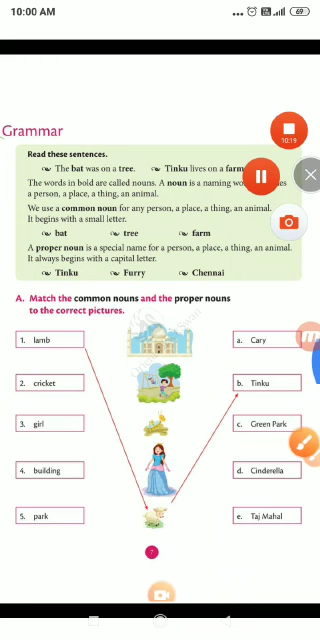 10:00 AM
69
Grammar
10:19
Read these sentences.
The bat was on a tree. Tinku lives on a farm
The words in bold are called nouns. A noun is a naming
a person, a place, a thing, an animal.
We use a common noun for any person, a place, a thing, an animal.
It begins with a small letter.
bat tree farm
A proper noun is a special name for a person, a place, a thing, an animal.
It always begins with a capital letter.
Tinku Furry Chennai
A. Match the common nouns and the proper nouns
to the correct pictures.
1. lamb
a. Cary
2. cricket
b. Tinku
3. girl
c. Green Park
4. building
d. Cinderella
5. park
e. Taj Mahal
7